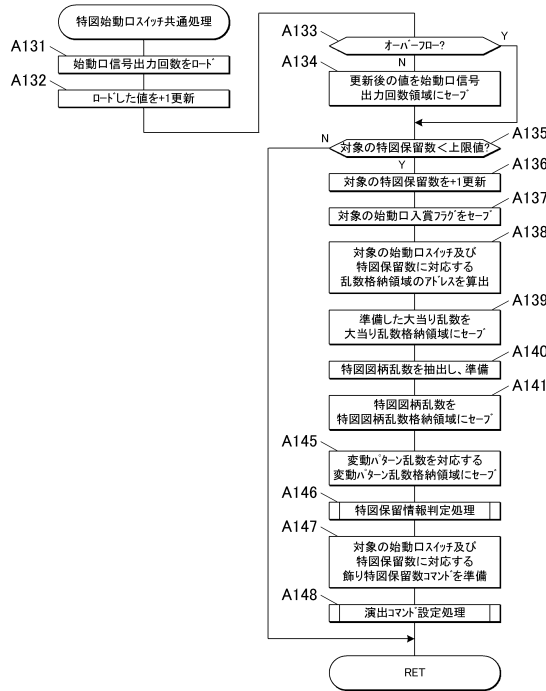 特図始動口スイッチ共通処理
A131
始動口信号出力回数をロード
A132
ロードした値を+1更新
A133
オーバーフロー?
Y
N
A134
更新後の値を始動口信号
出力回数領域にセーブ
A135
対象の特図保留数<上限値?
N
Y
A136
対象の特図保留数を+1更新
A137
対象の始動口入賞フラグをセーブ
A138
対象の始動口スイッチ及び
特図保留数に対応する
乱数格納領域のアドレスを算出
A139
準備した大当り乱数を
大当り乱数格納領域にセーブ
A140
特図図柄乱数を抽出し、準備
A141
特図図柄乱数を
特図図柄乱数格納領域にセーブ
A145
変動パターン乱数を対応する
変動パターン乱数格納領域にセーブ
A146
特図保留情報判定処理
A147
対象の始動口スイッチ及び
特図保留数に対応する
飾り特図保留数コマンドを準備
A148
演出コマンド設定処理
RET